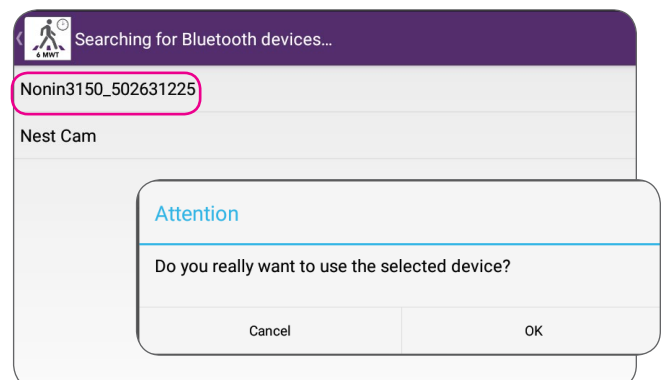 6 MWT
Searching for Bluetooth devices...
Nonin3150_502631225
Nest Cam
Attention
Do you really want to use the selected device?
Cancel
OK